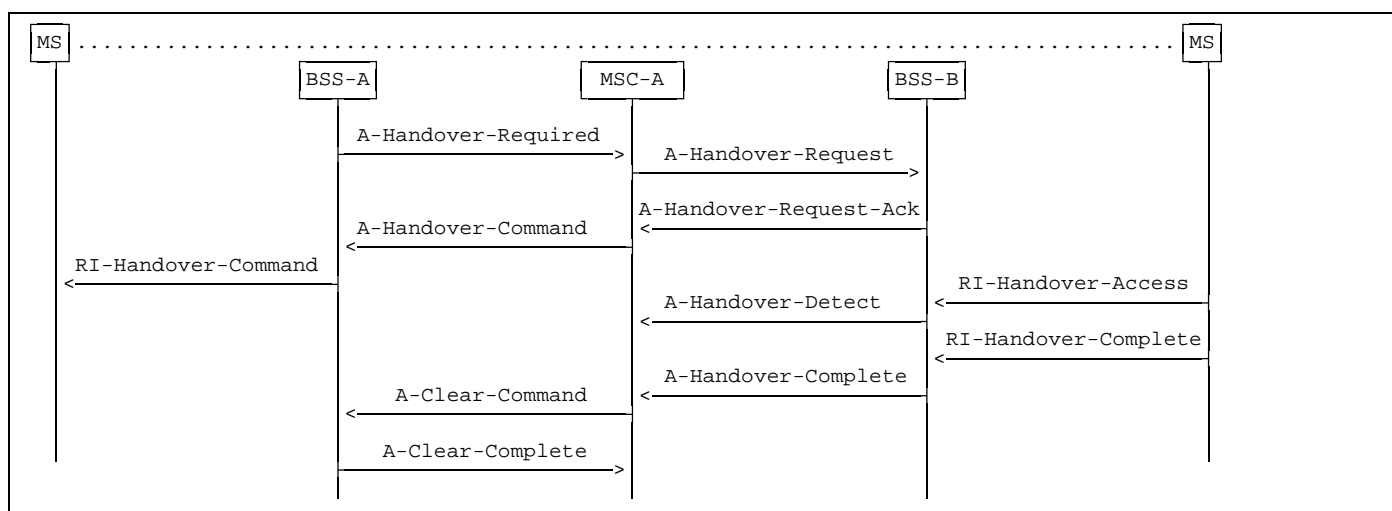 MS MS
BSS-A MSC-A BSS-B
A-Handover-Required
A-Handover-Request
A-Handover-Request-Ack
A-Handover-Command
RI-Handover-Command
RI-Handover-Access
A-Handover-Detect
RI-Handover-Complete
A-Handover-Complete
A-Clear-Command
A-Clear-Complete